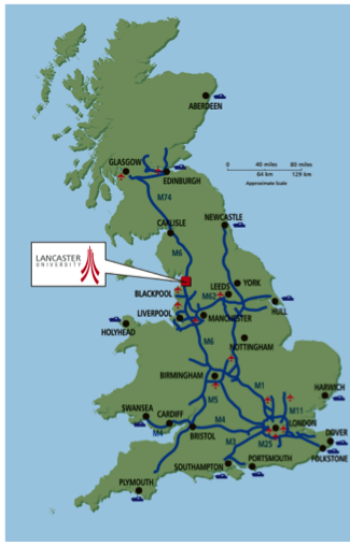 ABERDEEN
GLASGOW
EDINBURGH
0 40 miles 80 miles
64 km 129 km
Approximate Scale
M74
CARLISLE
NEWCASTLE
M6
LANCASTER
UNIVERSITY
BLACKPOOL
LEEDS
YORK
M62
HULL
LIVERPOOL
MANCHESTER
HOLYHEAD
M6
NOTTINGHAM
BIRMINGHAM
M1
HARWICH
M5
M11
SWANSEA
CARDIFF
M4
LONDON
M4
BRISTOL
M25
DOVER
M3
FOLKSTONE
SOUTHAMPTON
PORTSMOUTH
PLYMOUTH